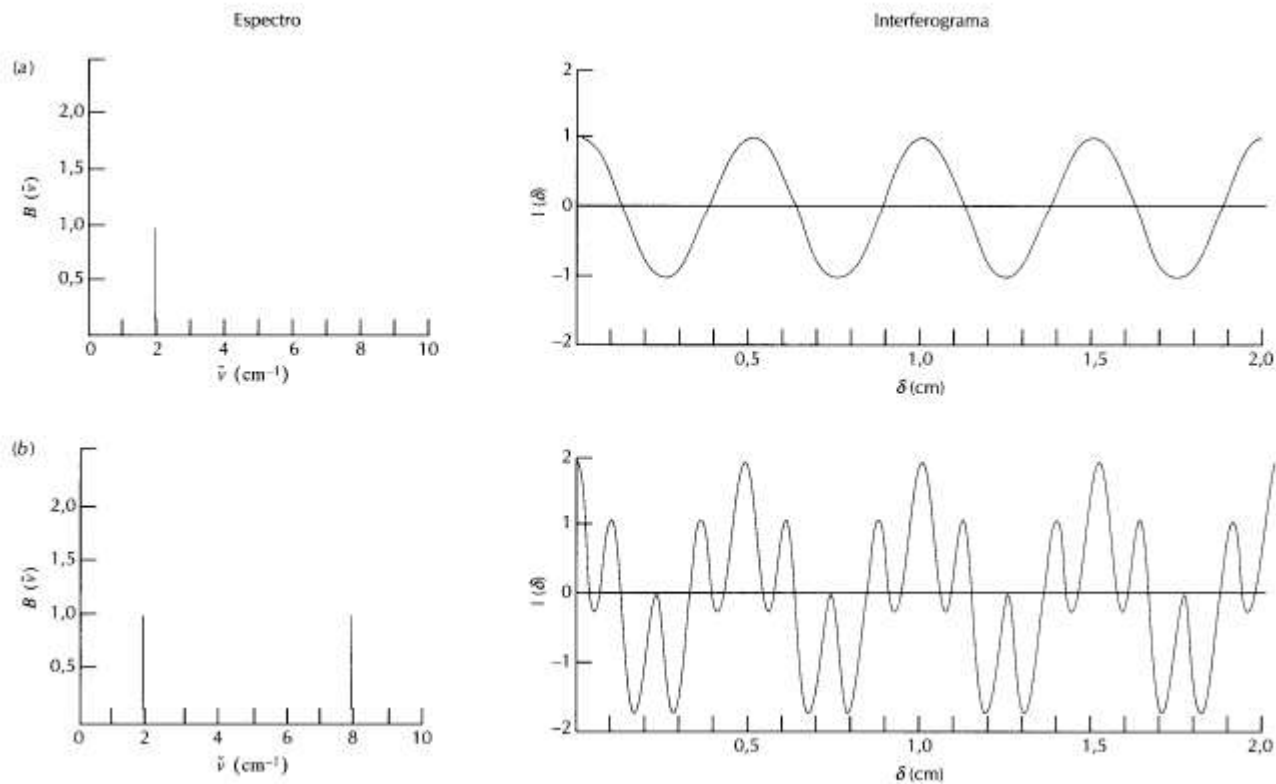 Espectro
Interferograma
(a)
2,0
1,5
1,0
0,5
B (ṽ)
0 2 4 6 8 10
ṽ (cm⁻¹)
2
1
0
−1
−2
I (δ)
0,5 1,0 1,5 2,0
δ (cm)
(b)
2,0
1,5
1,0
0,5
B (ṽ)
0 2 4 6 8 10
ṽ (cm⁻¹)
2
1
0
−1
−2
I (δ)
0,5 1,0 1,5 2,0
δ (cm)